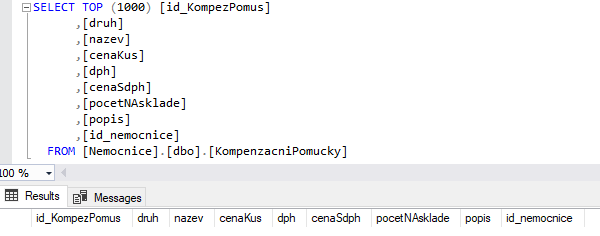 SELECT TOP (1000) [id_KompezPomus]
,[druh]
,[nazev]
,[cenaKus]
,[dph]
,[cenaSdph]
,[pocetNAsklade]
,[popis]
,[id_nemocnice]
FROM [Nemocnice].[dbo].[KompenzacniPomucky]
100 %
Results Messages
id_KompezPomus druh nazev cenaKus dph cenaSdph pocetNAsklade popis id_nemocnice